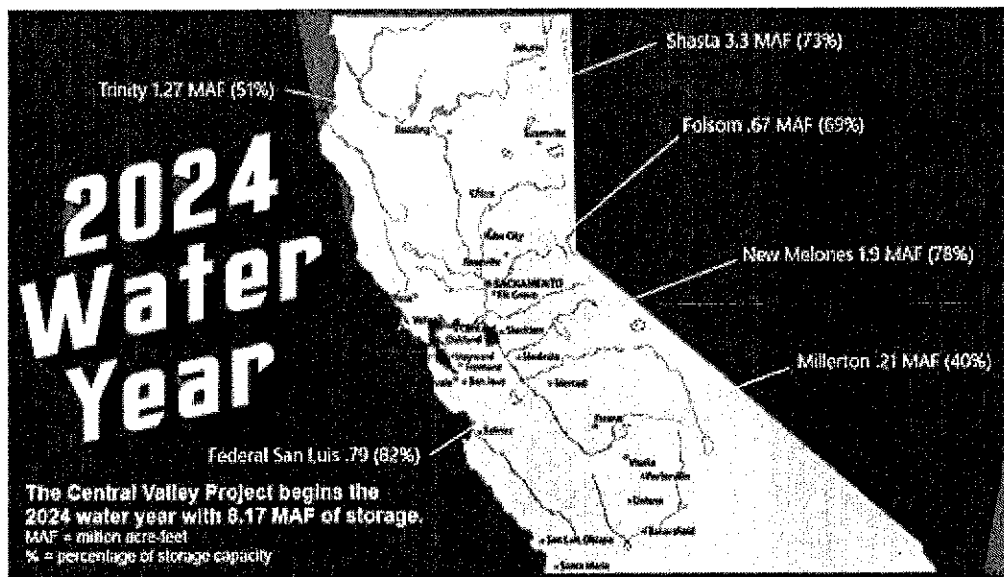 Shasta 3.3 MAF (73%)
Trinity 1.27 MAF (51%)
Folsom .67 MAF (69%)
2024
Water
Year
New Melones 1.9 MAF (78%)
Millerton .21 MAF (40%)
Federal San Luis .79 (82%)
The Central Valley Project begins the
2024 water year with 8.17 MAF of storage.
MAF = million acre-feet
% = percentage of storage capacity
Redding
Chico
Yuba City
SACRAMENTO
Elk Grove
Stockton
Oakland
Hayward
Fremont
San Jose
Modesto
Merced
Salinas
Fresno
Visalia
Porterville
Delano
Bakersfield
San Luis Obispo
Santa Maria